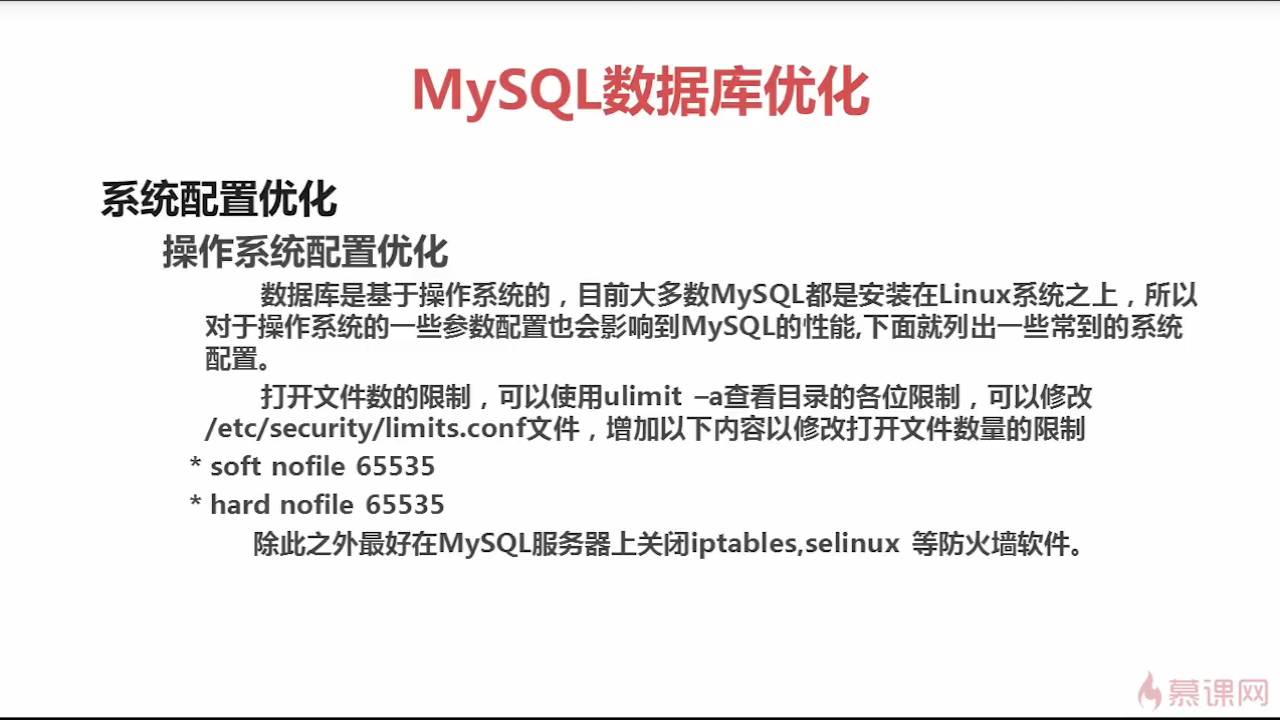 MySQL数据库优化
系统配置优化
操作系统配置优化
数据库是基于操作系统的，目前大多数MySQL都是安装在Linux系统之上，所以
对于操作系统的一些参数配置也会影响到MySQL的性能,下面就列出一些常到的系统
配置。
打开文件数的限制，可以使用ulimit –a查看目录的各位限制，可以修改
/etc/security/limits.conf文件，增加以下内容以修改打开文件数量的限制
* soft nofile 65535
* hard nofile 65535
除此之外最好在MySQL服务器上关闭iptables,selinux 等防火墙软件。
慕课网